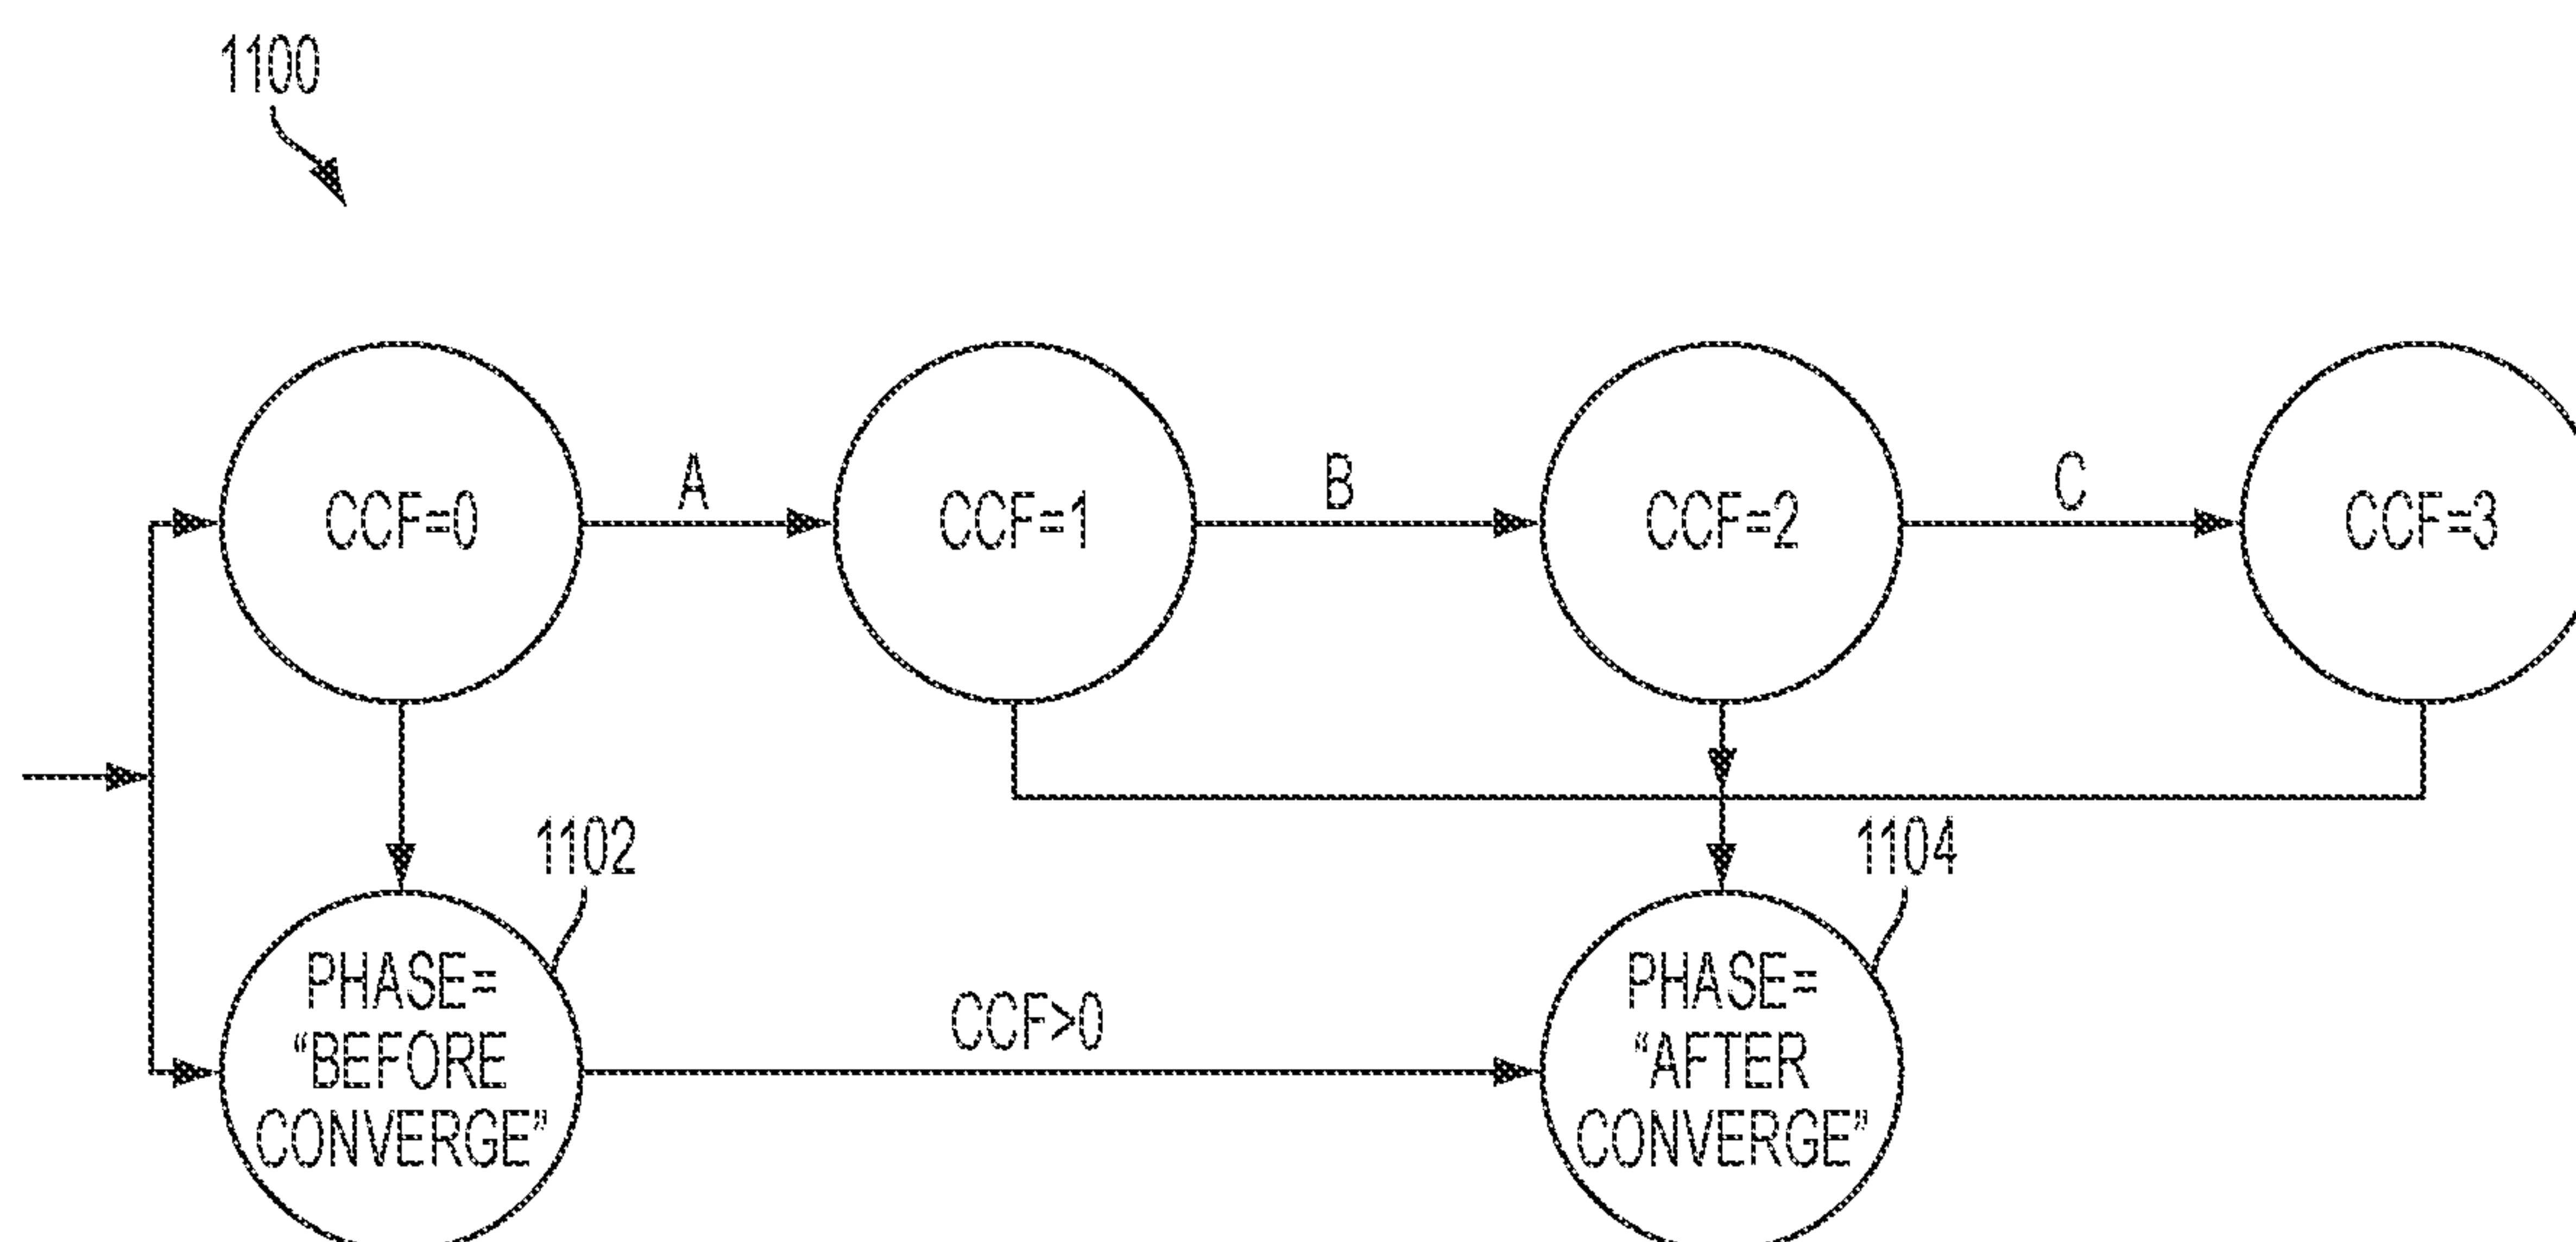 1100
A
B
C
CCF=0
CCF=1
CCF=2
CCF=3
1102
1104
PHASE=
“BEFORE
CONVERGE”
CCF>0
PHASE=
“AFTER
CONVERGE”